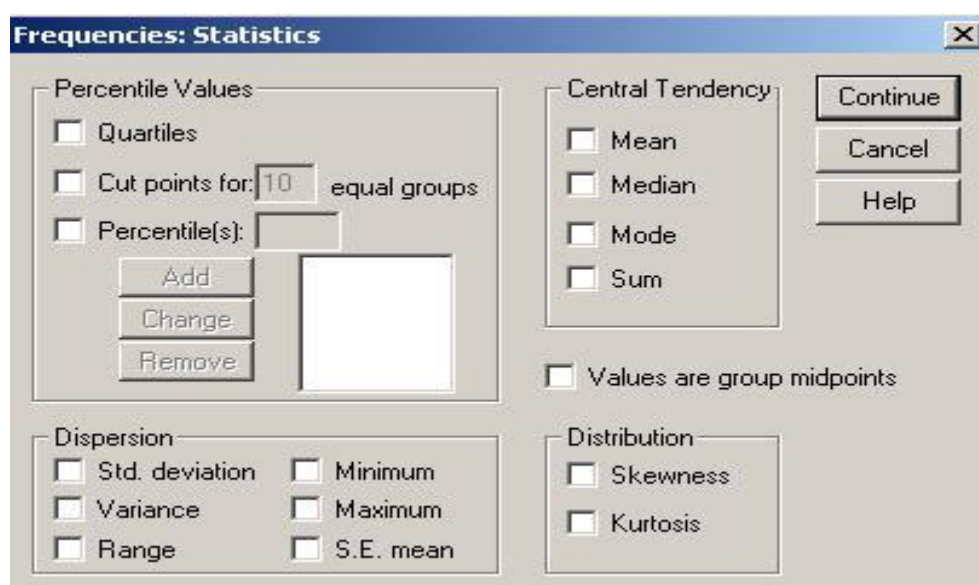 Frequencies: Statistics
Percentile Values
Quartiles
Cut points for: 10 equal groups
Percentile(s):
Add
Change
Remove
Central Tendency
Mean
Median
Mode
Sum
Continue
Cancel
Help
Values are group midpoints
Dispersion
Std. deviation Minimum
Variance Maximum
Range S.E. mean
Distribution
Skewness
Kurtosis